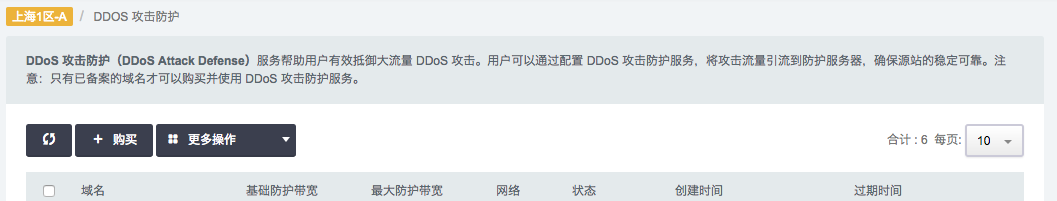 上海1区-A / DDOS 攻击防护
DDoS 攻击防护（DDoS Attack Defense）服务帮助用户有效抵御大流量 DDoS 攻击。用户可以通过配置 DDoS 攻击防护服务，将攻击流量引流到防护服务器，确保源站的稳定可靠。注
意：只有已备案的域名才可以购买并使用 DDoS 攻击防护服务。
+ 购买 更多操作 合计 : 6 每页: 10
域名 基础防护带宽 最大防护带宽 网络 状态 创建时间 过期时间